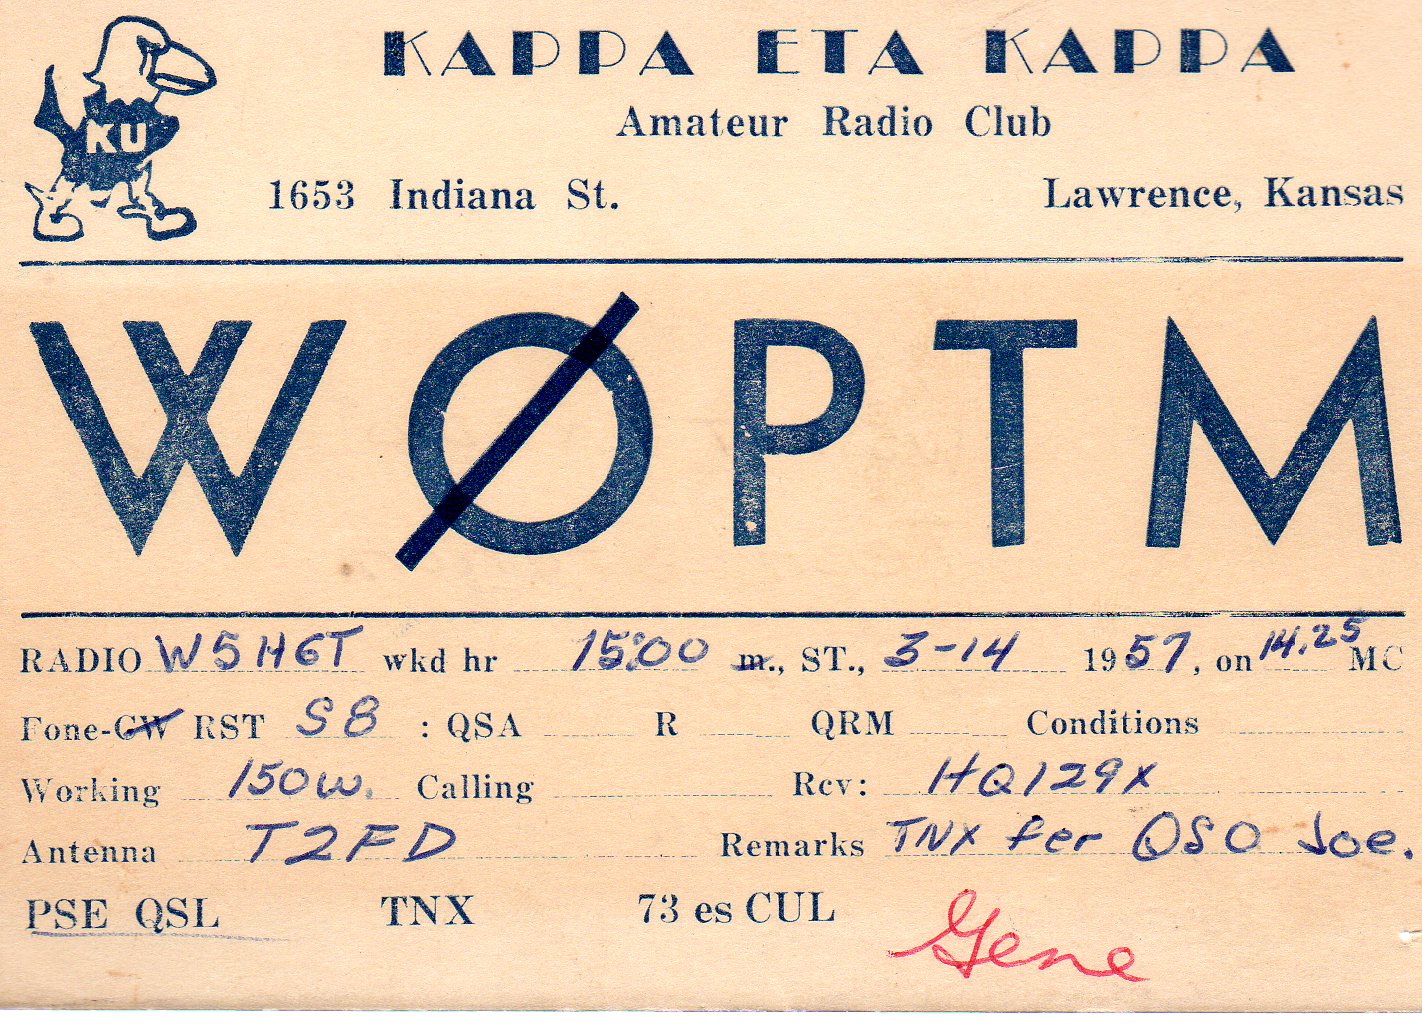 KU
KAPPA ETA KAPPA
Amateur Radio Club
1653 Indiana St. Lawrence, Kansas
WØPTM
RADIO W5HGT wkd hr 15:00 m., ST., 3-14 1957, on 14.25 MC
Fone-CW RST S8 : QSA R QRM Conditions
Working 150w. Calling Rcv: HQ129X
Antenna T2FD Remarks TNX fer QSO Joe.
PSE QSL TNX 73 es CUL Gene